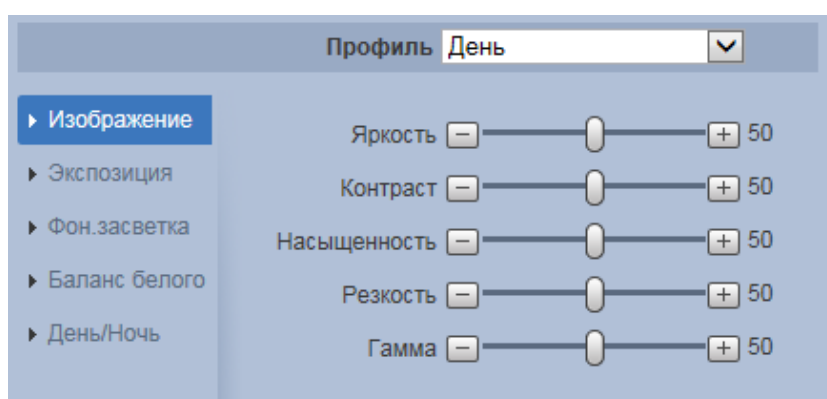 Профиль День
Изображение
Экспозиция
Фон.засветка
Баланс белого
День/Ночь
Яркость 50
Контраст 50
Насыщенность 50
Резкость 50
Гамма 50